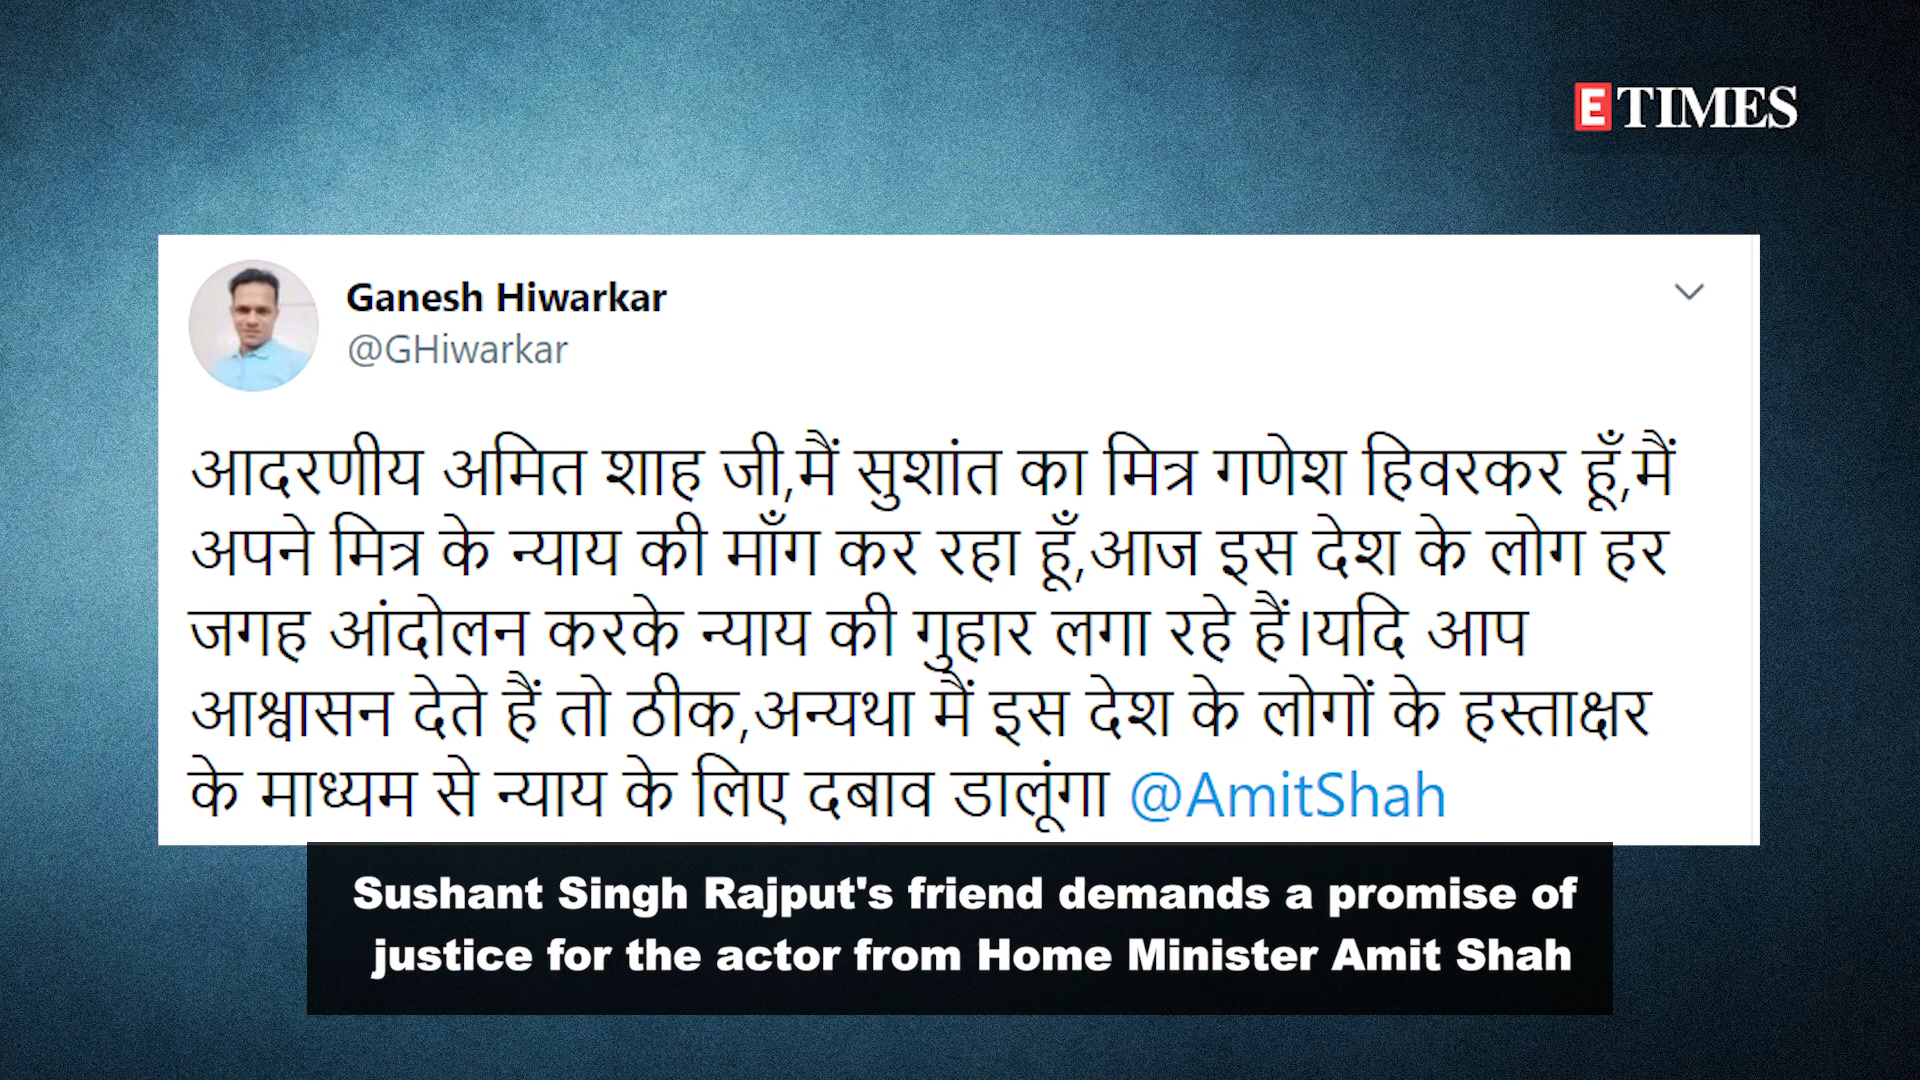 E TIMES
Ganesh Hiwarkar
@GHiwarkar
आदरणीय अमित शाह जी,मैं सुशांत का मित्र गणेश हिवरकर हूँ,मैं
अपने मित्र के न्याय की माँग कर रहा हूँ,आज इस देश के लोग हर
जगह आंदोलन करके न्याय की गुहार लगा रहे हैं।यदि आप
आश्वासन देते हैं तो ठीक,अन्यथा मैं इस देश के लोगों के हस्ताक्षर
के माध्यम से न्याय के लिए दबाव डालूंगा @AmitShah
Sushant Singh Rajput's friend demands a promise of
justice for the actor from Home Minister Amit Shah